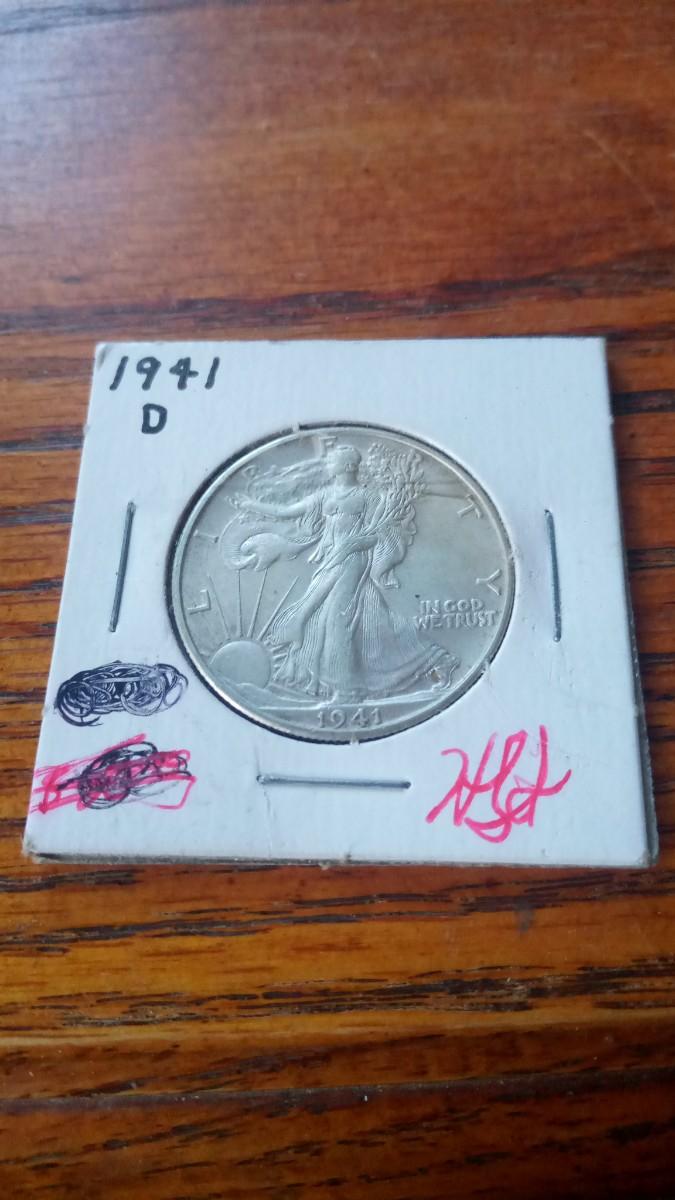 1941
D
LIBERTY
IN GOD
WE TRUST
1941